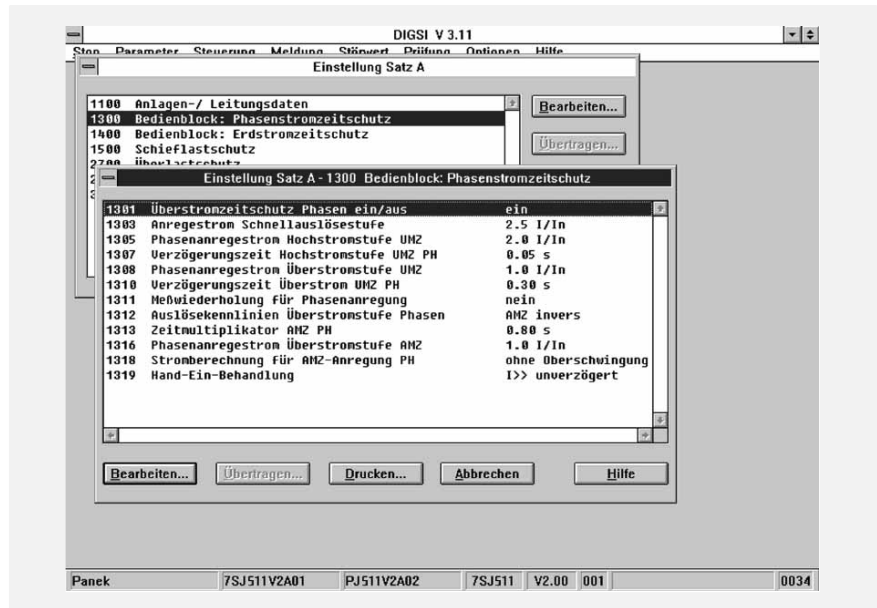 DIGSI V 3.11
Stop Parameter Steuerung Meldung Störwert Prüfung Optionen Hilfe
Einstellung Satz A
1100 Anlagen-/ Leitungsdaten
1300 Bedienblock: Phasenstromzeitschutz
1400 Bedienblock: Erdstromzeitschutz
1500 Schieflastschutz
2700 Überlastschutz
Bearbeiten...
Übertragen...
Einstellung Satz A - 1300 Bedienblock: Phasenstromzeitschutz
1301 Überstromzeitschutz Phasen ein/aus ein
1303 Anregestrom Schnellauslösestufe 2.5 I/In
1305 Phasenanregestrom Hochstromstufe UMZ 2.0 I/In
1307 Verzögerungszeit Hochstromstufe UMZ PH 0.05 s
1308 Phasenanregestrom Überstromstufe UMZ 1.0 I/In
1310 Verzögerungszeit Überstrom UMZ PH 0.30 s
1311 Meßwiederholung für Phasenanregung nein
1312 Auslösekennlinien Überstromstufe Phasen AMZ invers
1313 Zeitmultiplikator AMZ PH 0.80 s
1316 Phasenanregestrom Überstromstufe AMZ 1.0 I/In
1318 Stromberechnung für AMZ-Anregung PH ohne Oberschwingung
1319 Hand-Ein-Behandlung I>> unverzögert
Bearbeiten... Übertragen... Drucken... Abbrechen Hilfe
Panek 7SJ511V2A01 PJ511V2A02 7SJ511 V2.00 001 0034